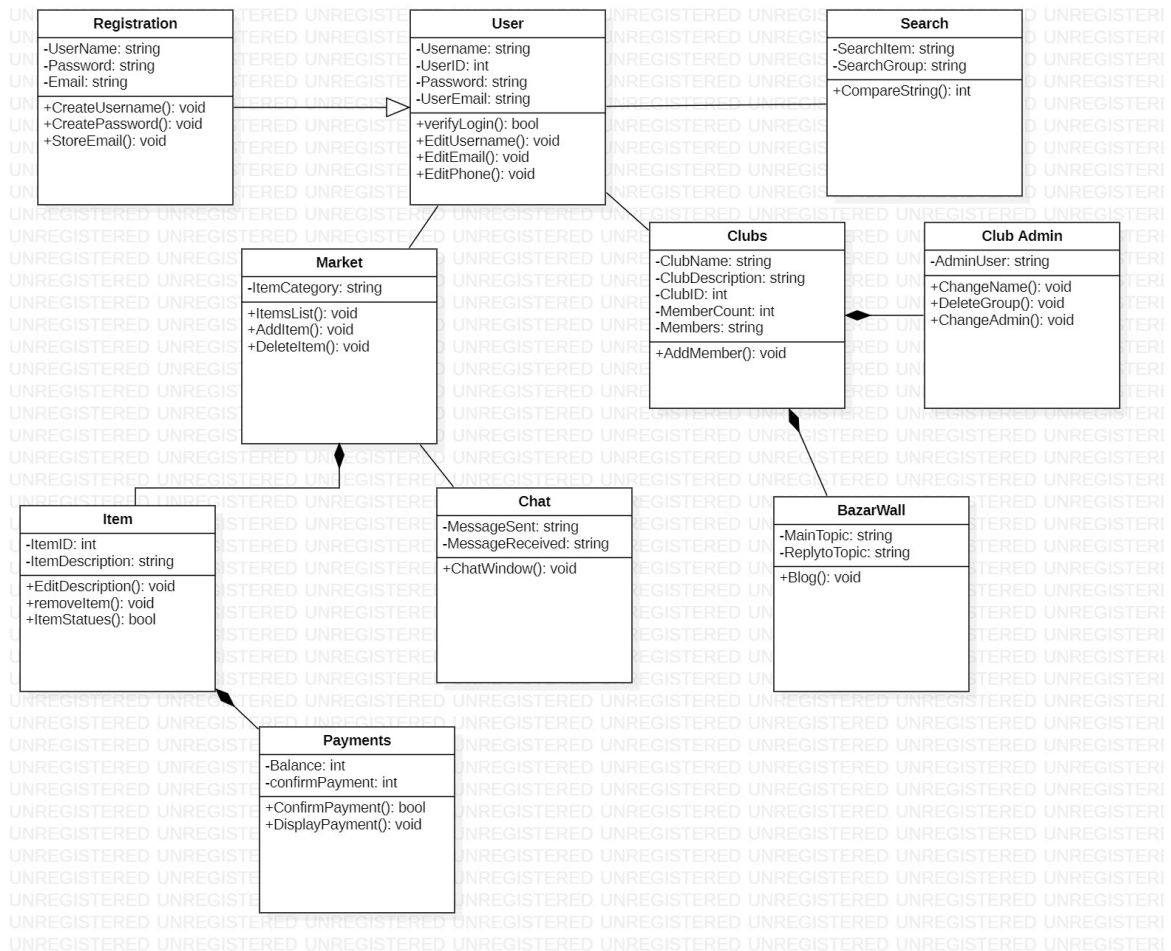 Registration
-UserName: string
-Password: string
-Email: string
+CreateUsername(): void
+CreatePassword(): void
+StoreEmail(): void
User
-Username: string
-UserID: int
-Password: string
-UserEmail: string
+verifyLogin(): bool
+EditUsername(): void
+EditEmail(): void
+EditPhone(): void
Search
-SearchItem: string
-SearchGroup: string
+CompareString(): int
Market
-ItemCategory: string
+ItemsList(): void
+AddItem(): void
+DeleteItem(): void
Clubs
-ClubName: string
-ClubDescription: string
-ClubID: int
-MemberCount: int
-Members: string
+AddMember(): void
Club Admin
-AdminUser: string
+ChangeName(): void
+DeleteGroup(): void
+ChangeAdmin(): void
Item
-ItemID: int
-ItemDescription: string
+EditDescription(): void
+removeItem(): void
+ItemStatues(): bool
Chat
-MessageSent: string
-MessageReceived: string
+ChatWindow(): void
BazarWall
-MainTopic: string
-ReplytoTopic: string
+Blog(): void
Payments
-Balance: int
-confirmPayment: int
+ConfirmPayment(): bool
+DisplayPayment(): void
UNREGISTERED